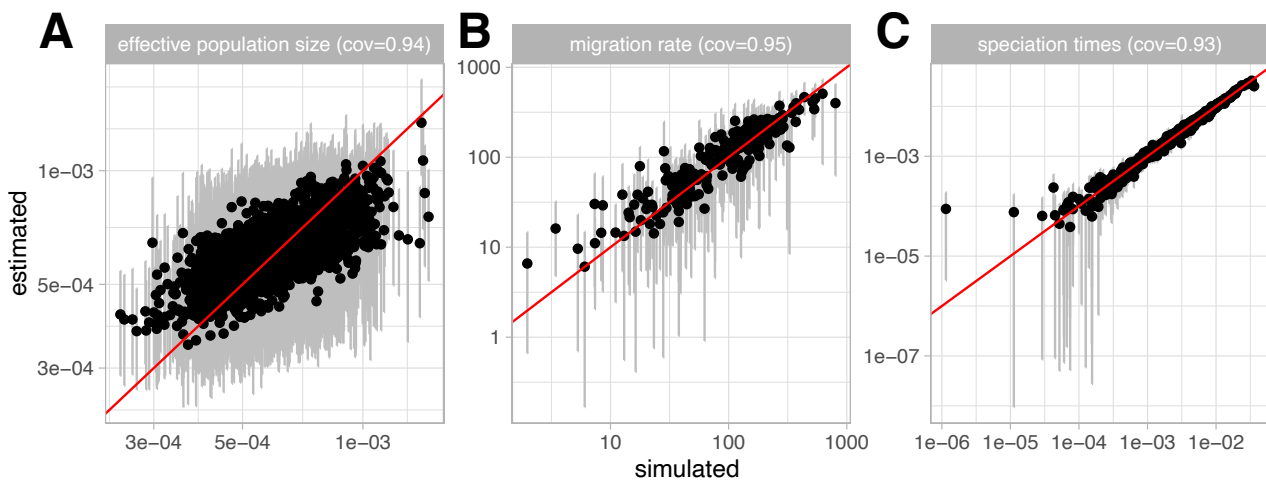 A
effective population size (cov=0.94)
B
migration rate (cov=0.95)
C
speciation times (cov=0.93)
estimated
1e−03
5e−04
3e−04
3e−04
5e−04
1e−03
1000
100
10
1
10
100
1000
1e−03
1e−05
1e−07
1e−06
1e−05
1e−04
1e−03
1e−02
simulated